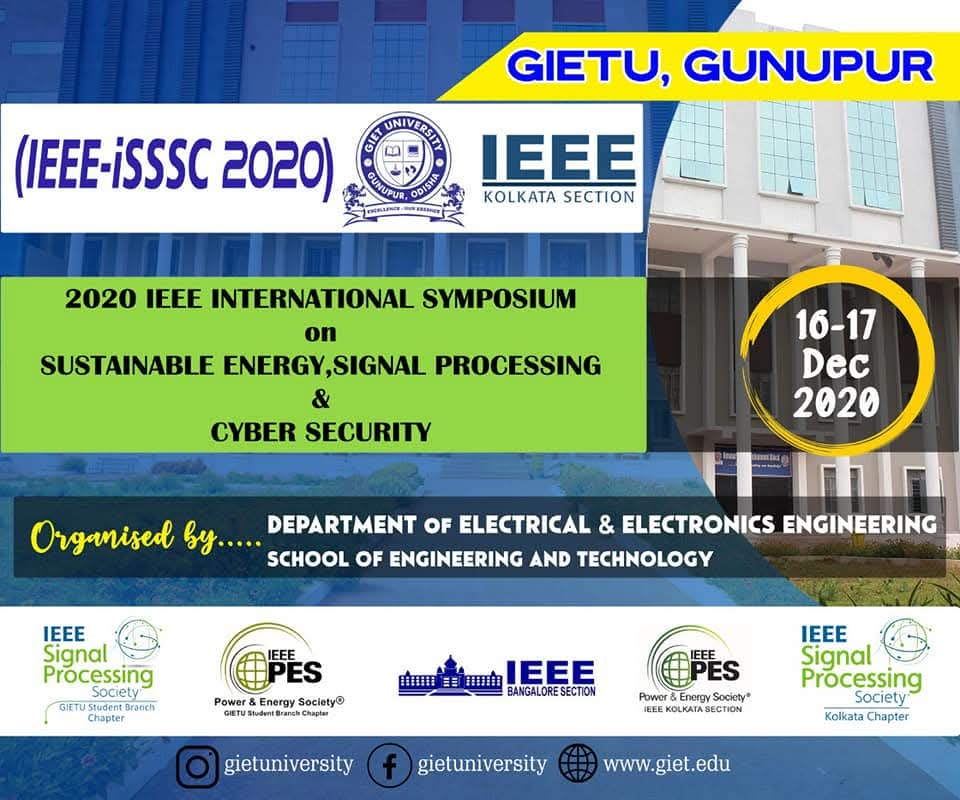 GIETU, GUNUPUR
(IEEE-iSSSC 2020)
GIET UNIVERSITY
GUNUPUR, ODISHA
EXCELLENCE - OUR ESSENCE
IEEE
KOLKATA SECTION
2020 IEEE INTERNATIONAL SYMPOSIUM
on
SUSTAINABLE ENERGY,SIGNAL PROCESSING
&
CYBER SECURITY
16-17
Dec
2020
Organised by.....
DEPARTMENT of ELECTRICAL & ELECTRONICS ENGINEERING
SCHOOL OF ENGINEERING AND TECHNOLOGY
IEEE
Signal
Processing
Society
GIETU Student Branch
Chapter
IEEE
PES
Power & Energy Society®
GIETU Student Branch Chapter
IEEE
BANGALORE SECTION
IEEE
PES
Power & Energy Society®
IEEE KOLKATA SECTION
IEEE
Signal
Processing
Society
Kolkata Chapter
gietuniversity
gietuniversity
www.giet.edu